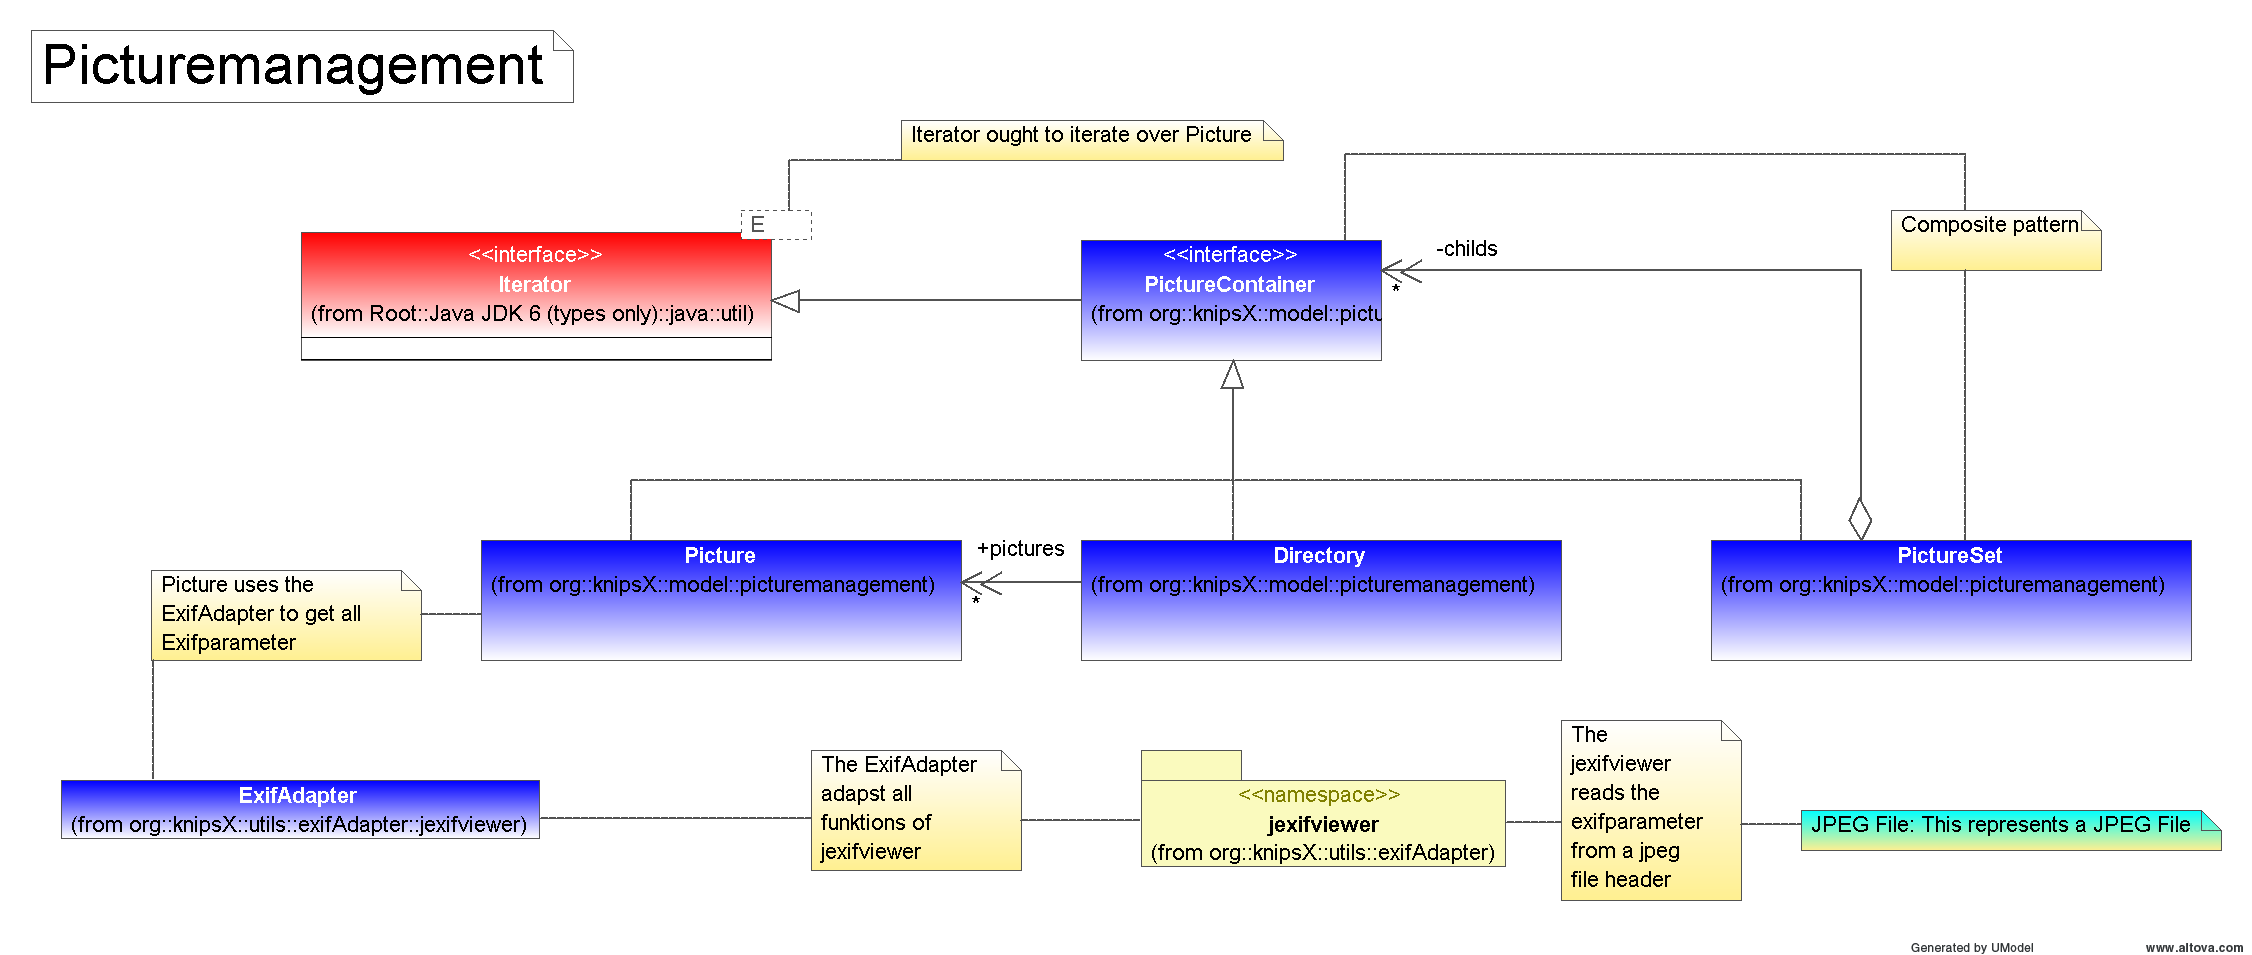 Picturemanagement
Iterator ought to iterate over Picture
E
<<interface>>
Iterator
(from Root::Java JDK 6 (types only)::java::util)
<<interface>>
PictureContainer
(from org::knipsX::model::pictu
-childs
*
Composite pattern
Picture
(from org::knipsX::model::picturemanagement)
+pictures
*
Directory
(from org::knipsX::model::picturemanagement)
PictureSet
(from org::knipsX::model::picturemanagement)
Picture uses the
ExifAdapter to get all
Exifparameter
ExifAdapter
(from org::knipsX::utils::exifAdapter::jexifviewer)
The ExifAdapter
adapst all
funktions of
jexifviewer
<<namespace>>
jexifviewer
(from org::knipsX::utils::exifAdapter)
The
jexifviewer
reads the
exifparameter
from a jpeg
file header
JPEG File: This represents a JPEG File
Generated by UModel
www.altova.com